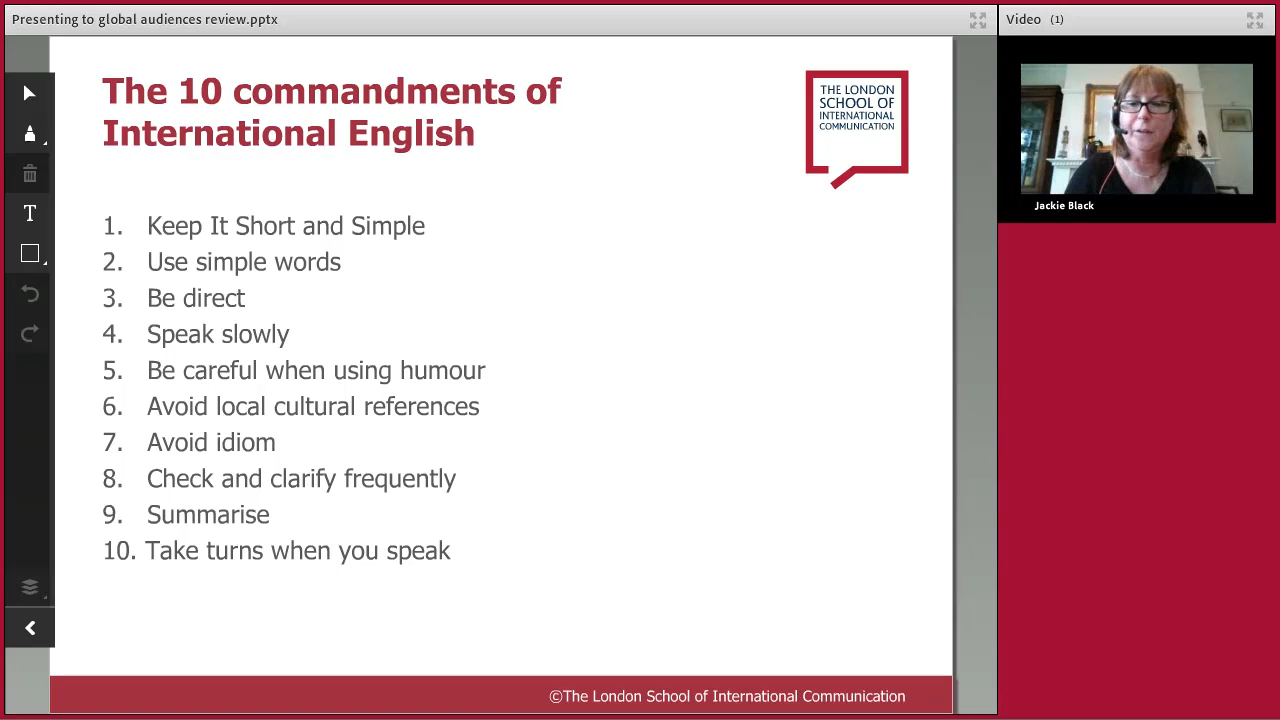 Presenting to global audiences review.pptx
Video (1)
The 10 commandments of
International English
THE LONDON
SCHOOL OF
INTERNATIONAL
COMMUNICATION
Jackie Black
1. Keep It Short and Simple
2. Use simple words
3. Be direct
4. Speak slowly
5. Be careful when using humour
6. Avoid local cultural references
7. Avoid idiom
8. Check and clarify frequently
9. Summarise
10. Take turns when you speak
T
©The London School of International Communication